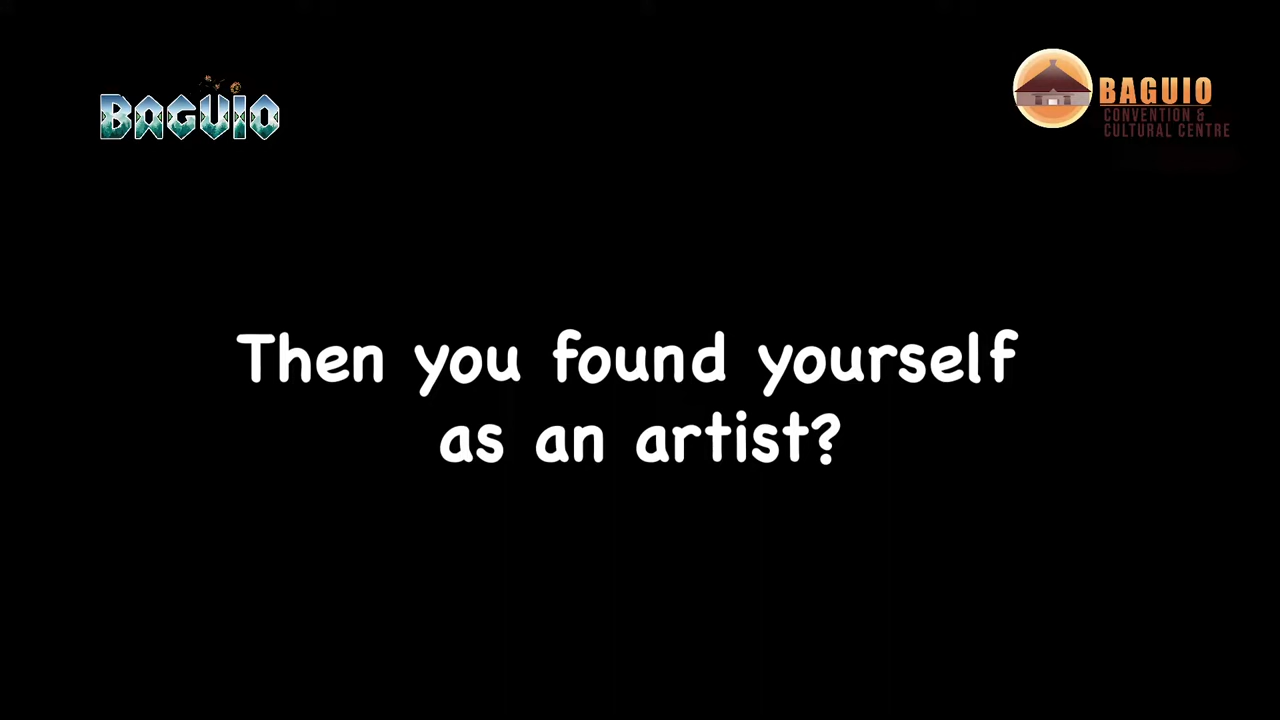 BAGUIO
BAGUIO
CONVENTION &
CULTURAL CENTRE
Then you found yourself
as an artist?